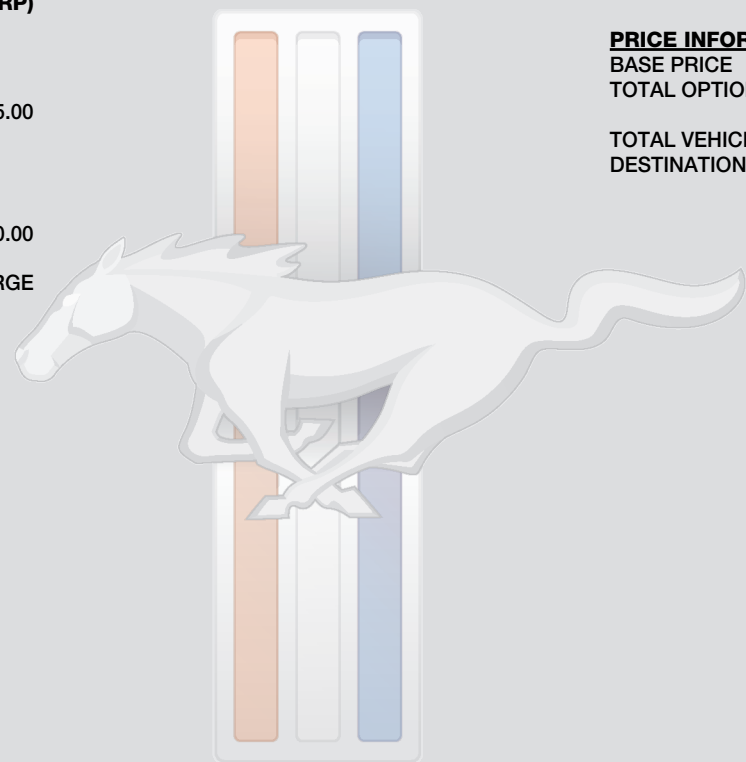 RP)
5.00
0.00
RGE
PRICE INFOR
BASE PRICE
TOTAL OPTIO
TOTAL VEHICL
DESTINATION